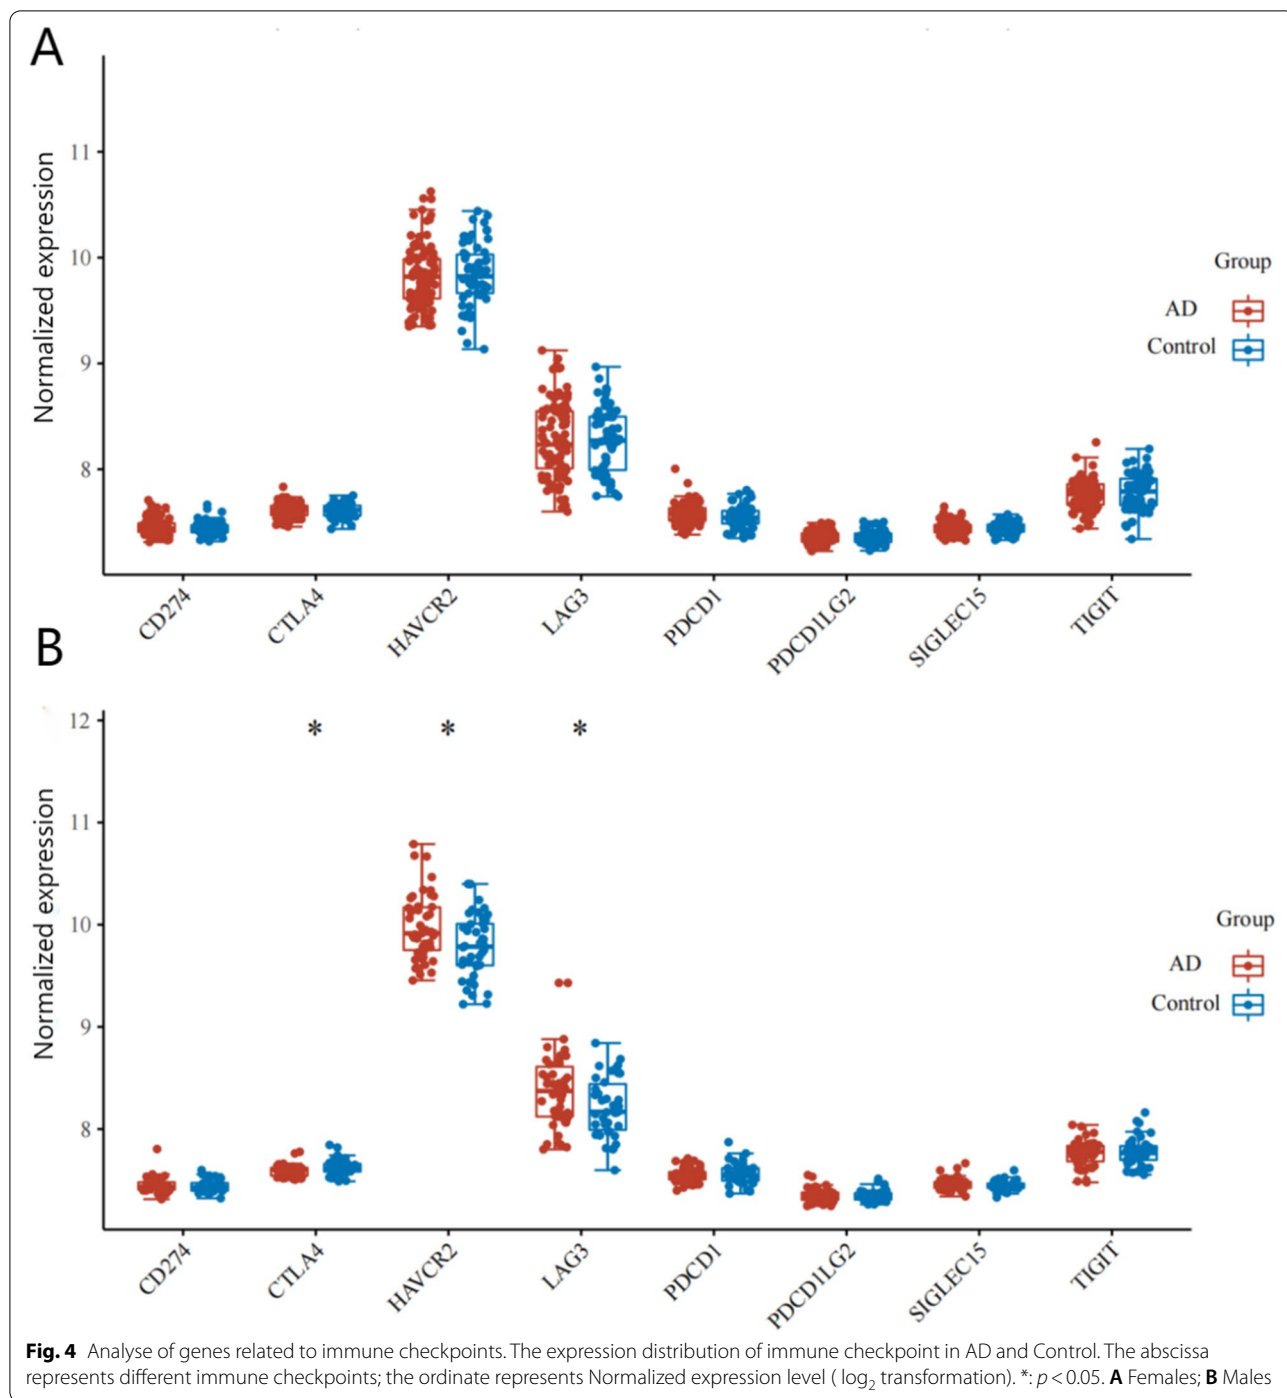 A
Normalized expression
11
10
9
8
Group
AD
Control
CD274
CTLA4
HAVCR2
LAG3
PDCD1
PDCD1LG2
SIGLEC15
TIGIT
B
Normalized expression
12
11
10
9
8
* * *
Group
AD
Control
CD274
CTLA4
HAVCR2
LAG3
PDCD1
PDCD1LG2
SIGLEC15
TIGIT
Fig. 4 Analyse of genes related to immune checkpoints. The expression distribution of immune checkpoint in AD and Control. The abscissa
represents different immune checkpoints; the ordinate represents Normalized expression level ( log₂ transformation). *: p < 0.05. A Females; B Males